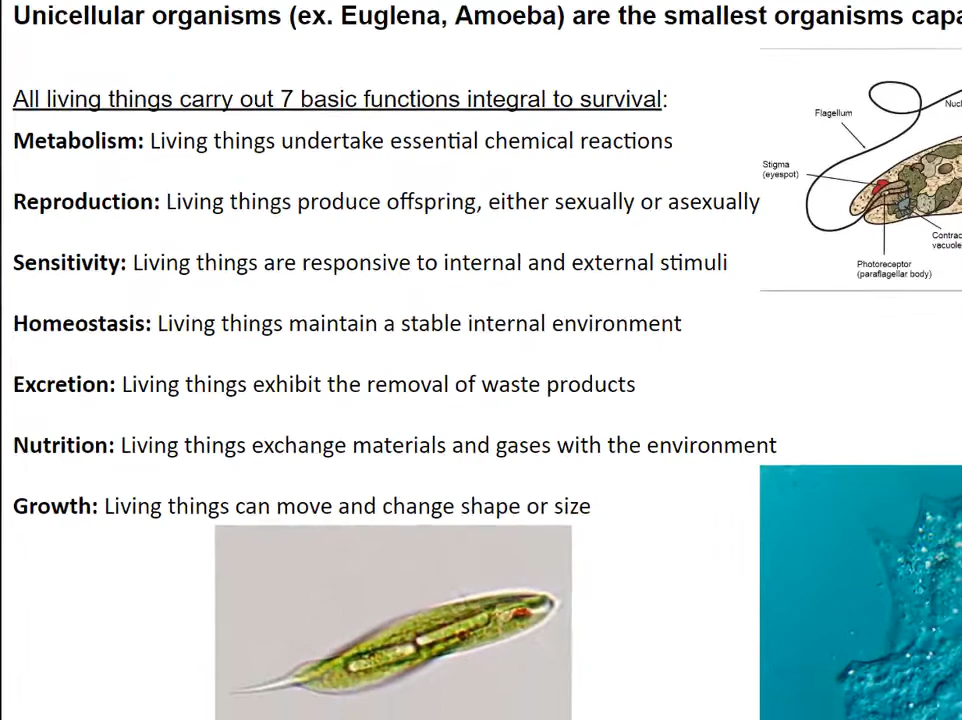 Unicellular organisms (ex. Euglena, Amoeba) are the smallest organisms
All living things carry out 7 basic functions integral to survival:
Metabolism: Living things undertake essential chemical reactions
Reproduction: Living things produce offspring, either sexually or asexually
Sensitivity: Living things are responsive to internal and external stimuli
Homeostasis: Living things maintain a stable internal environment
Excretion: Living things exhibit the removal of waste products
Nutrition: Living things exchange materials and gases with the environment
Growth: Living things can move and change shape or size
Flagellum
Stigma
(eyespot)
vacuole
Photoreceptor
(paraflagellar body)